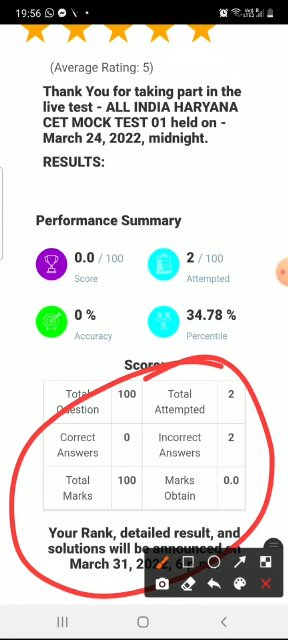 19:56
(Average Rating: 5)
Thank You for taking part in the
live test - ALL INDIA HARYANA
CET MOCK TEST 01 held on -
March 24, 2022, midnight.
RESULTS:
Performance Summary
0.0 / 100
Score
2 / 100
Attempted
0 %
Accuracy
34.78 %
Percentile
Total
Question
100
Total
Attempted
2
Correct
Answers
0
Incorrect
Answers
2
Total
Marks
100
Marks
Obtain
0.0
Your Rank, detailed result, and
solutions will be announced on
March 31, 2022, 6